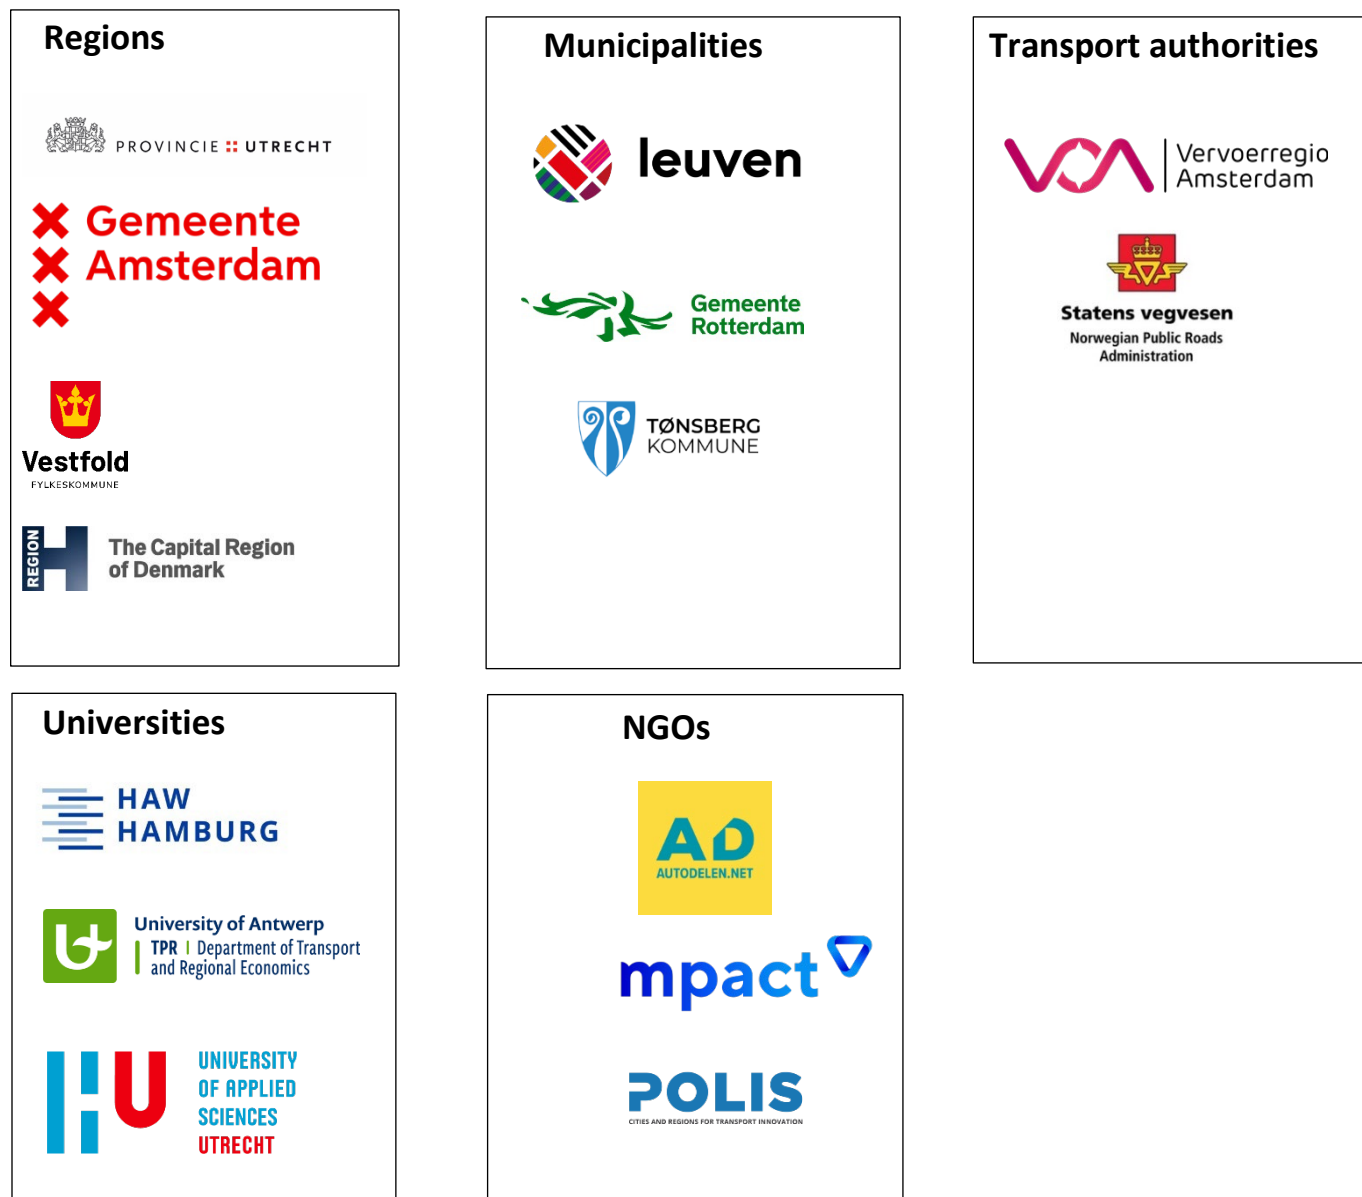 Regions
PROVINCIE UTRECHT
Gemeente
Amsterdam
Vestfold
FYLKESKOMMUNE
REGION H
The Capital Region
of Denmark
Municipalities
leuven
Gemeente
Rotterdam
TØNSBERG
KOMMUNE
Transport authorities
VOA
Vervoerregio
Amsterdam
Statens vegvesen
Norwegian Public Roads
Administration
Universities
HAW
HAMBURG
University of Antwerp
TPR | Department of Transport
and Regional Economics
HU
UNIVERSITY
OF APPLIED
SCIENCES
UTRECHT
NGOs
AD
AUTODELEN.NET
mpact
POLIS
CITIES AND REGIONS FOR TRANSPORT INNOVATION